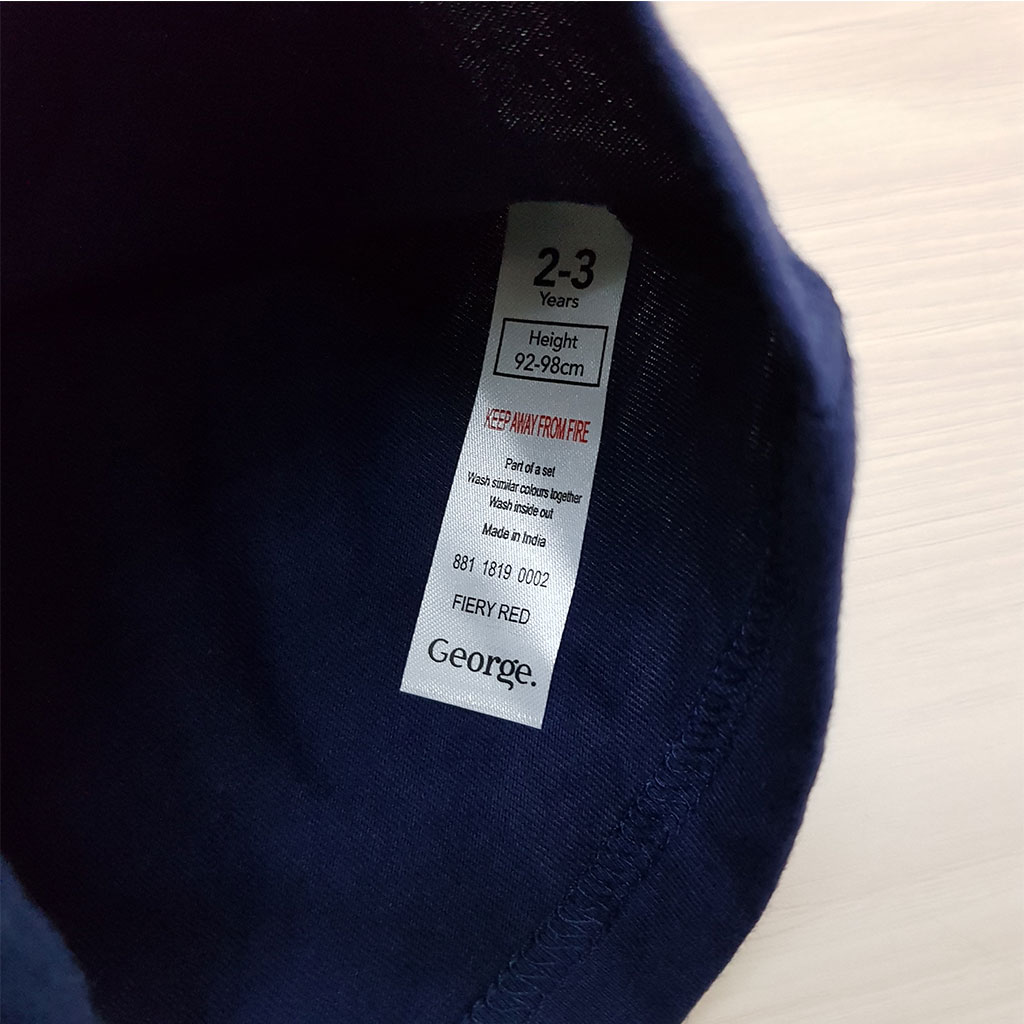 2-3
Years
Height
92-98cm
KEEP AWAY FROM FIRE
Part of a set
Wash similar colours together
Wash inside out
Made in India
881 1819 0002
FIERY RED
George.